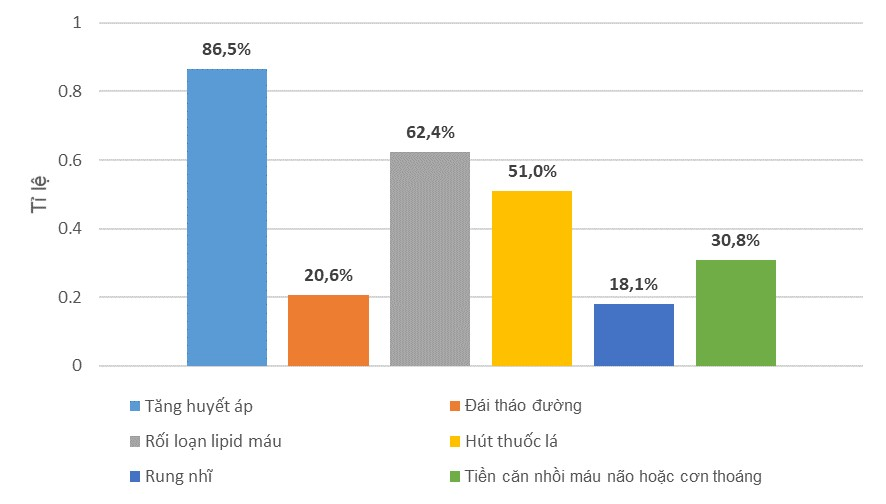 1
86,5%
0.8
62,4%
0.6
51,0%
Tỉ lệ
0.4
30,8%
20,6%
18,1%
0.2
0
Tăng huyết áp
Đái tháo đường
Rối loạn lipid máu
Hút thuốc lá
Rung nhĩ
Tiền căn nhồi máu não hoặc cơn thoáng